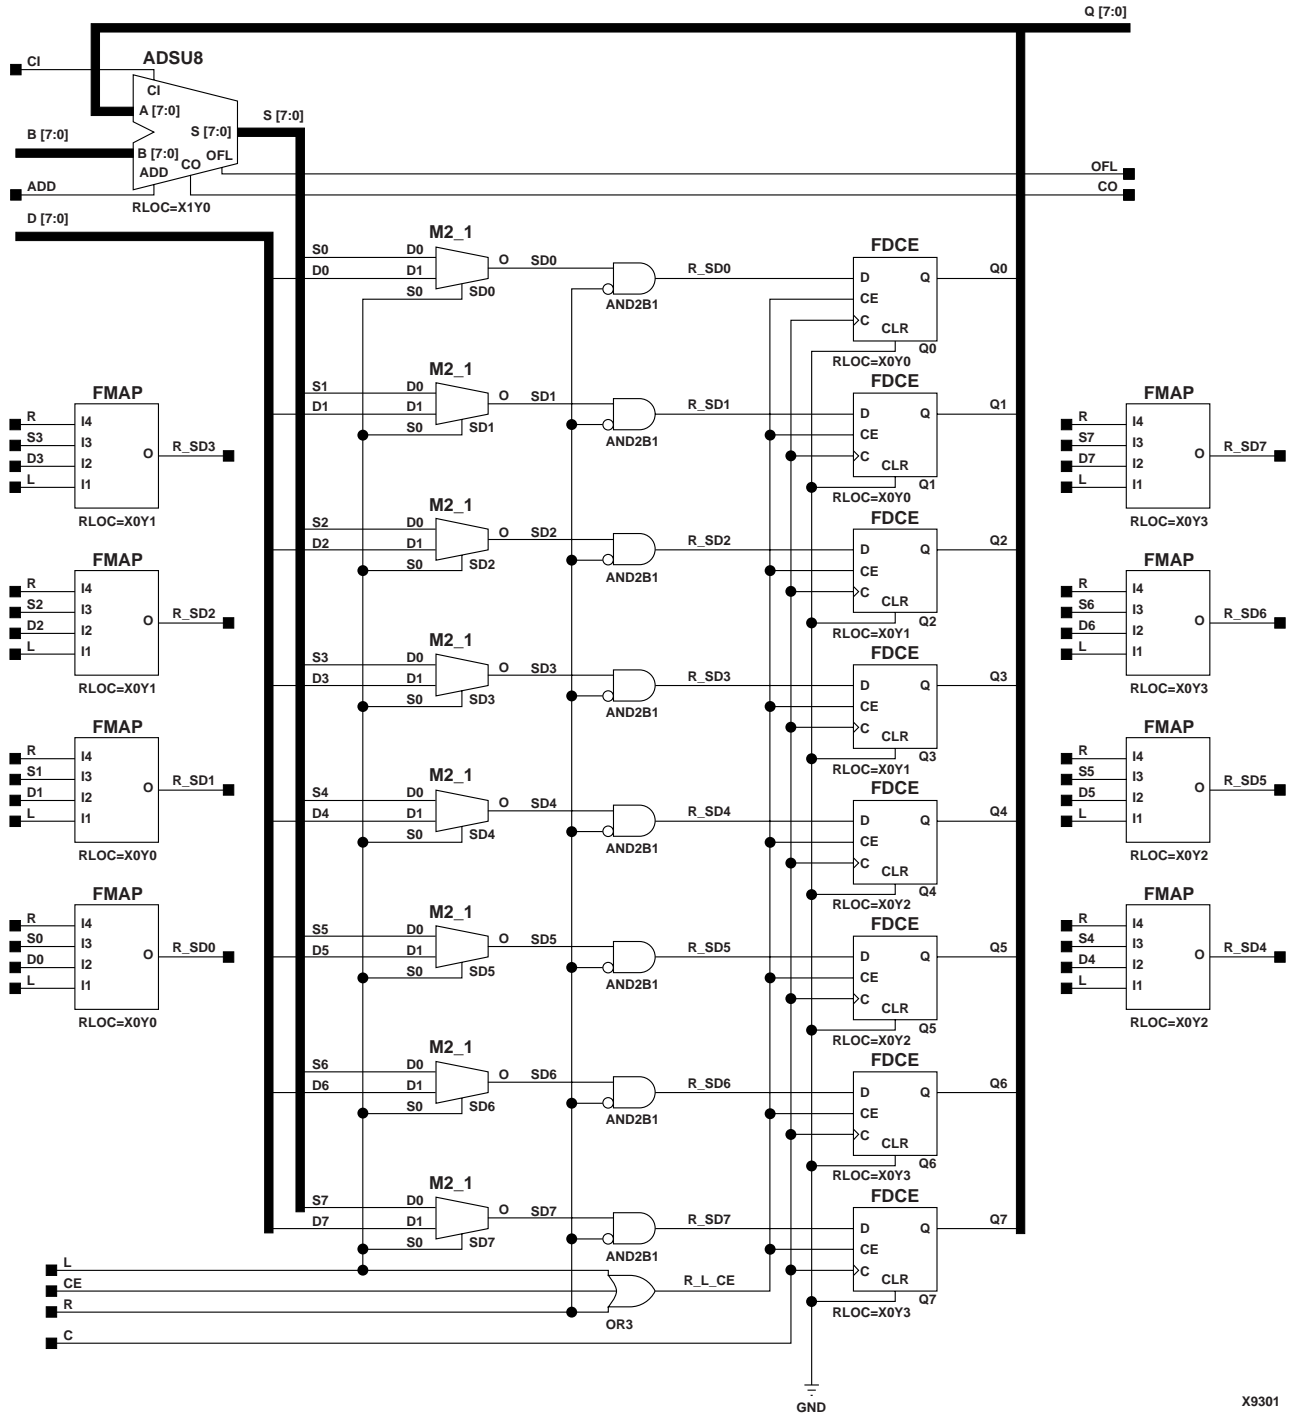 Q [7:0]
CI
ADSU8
CI
A [7:0]
S [7:0]
S [7:0]
B [7:0]
B [7:0]
OFL
CO
ADD
ADD
RLOC=X1Y0
OFL
CO
D [7:0]
M2_1
S0 D0 O SD0
D0 D1
S0 SD0
AND2B1
R_SD0
FDCE
D Q Q0
CE
C
CLR
Q0
RLOC=X0Y0
M2_1
S1 D0 O SD1
D1 D1
S0 SD1
AND2B1
R_SD1
FDCE
D Q Q1
CE
C
CLR
Q1
RLOC=X0Y0
M2_1
S2 D0 O SD2
D2 D1
S0 SD2
AND2B1
R_SD2
FDCE
D Q Q2
CE
C
CLR
Q2
RLOC=X0Y1
M2_1
S3 D0 O SD3
D3 D1
S0 SD3
AND2B1
R_SD3
FDCE
D Q Q3
CE
C
CLR
Q3
RLOC=X0Y1
M2_1
S4 D0 O SD4
D4 D1
S0 SD4
AND2B1
R_SD4
FDCE
D Q Q4
CE
C
CLR
Q4
RLOC=X0Y2
M2_1
S5 D0 O SD5
D5 D1
S0 SD5
AND2B1
R_SD5
FDCE
D Q Q5
CE
C
CLR
Q5
RLOC=X0Y2
M2_1
S6 D0 O SD6
D6 D1
S0 SD6
AND2B1
R_SD6
FDCE
D Q Q6
CE
C
CLR
Q6
RLOC=X0Y3
M2_1
S7 D0 O SD7
D7 D1
S0 SD7
AND2B1
R_SD7
FDCE
D Q Q7
CE
C
CLR
Q7
RLOC=X0Y3
FMAP
R I4
S3 I3
D3 I2
L I1
O R_SD3
RLOC=X0Y1
FMAP
R I4
S2 I3
D2 I2
L I1
O R_SD2
RLOC=X0Y1
FMAP
R I4
S1 I3
D1 I2
L I1
O R_SD1
RLOC=X0Y0
FMAP
R I4
S0 I3
D0 I2
L I1
O R_SD0
RLOC=X0Y0
FMAP
R I4
S7 I3
D7 I2
L I1
O R_SD7
RLOC=X0Y3
FMAP
R I4
S6 I3
D6 I2
L I1
O R_SD6
RLOC=X0Y3
FMAP
R I4
S5 I3
D5 I2
L I1
O R_SD5
RLOC=X0Y2
FMAP
R I4
S4 I3
D4 I2
L I1
O R_SD4
RLOC=X0Y2
L
CE
R
C
R_L_CE
OR3
GND
X9301